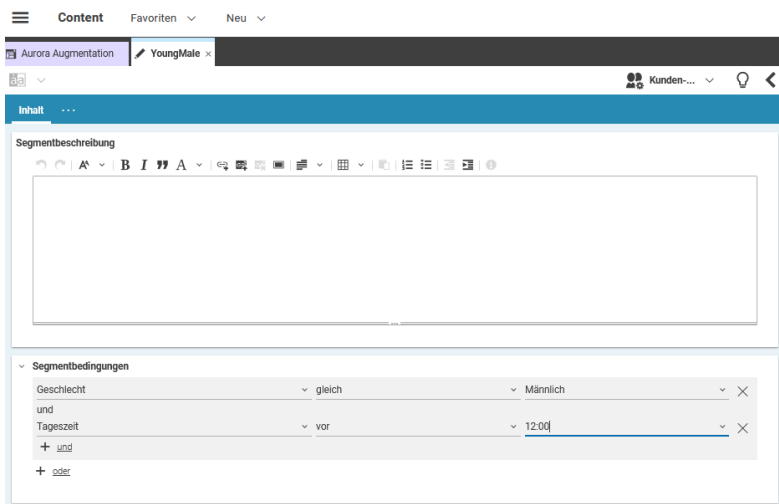 Content Favoriten Neu
Aurora Augmentation YoungMale ×
Kunden-...
Inhalt ...
Segmentbeschreibung
Segmentbedingungen
Geschlecht gleich Männlich
und
Tageszeit vor 12:00
+ und
+ oder